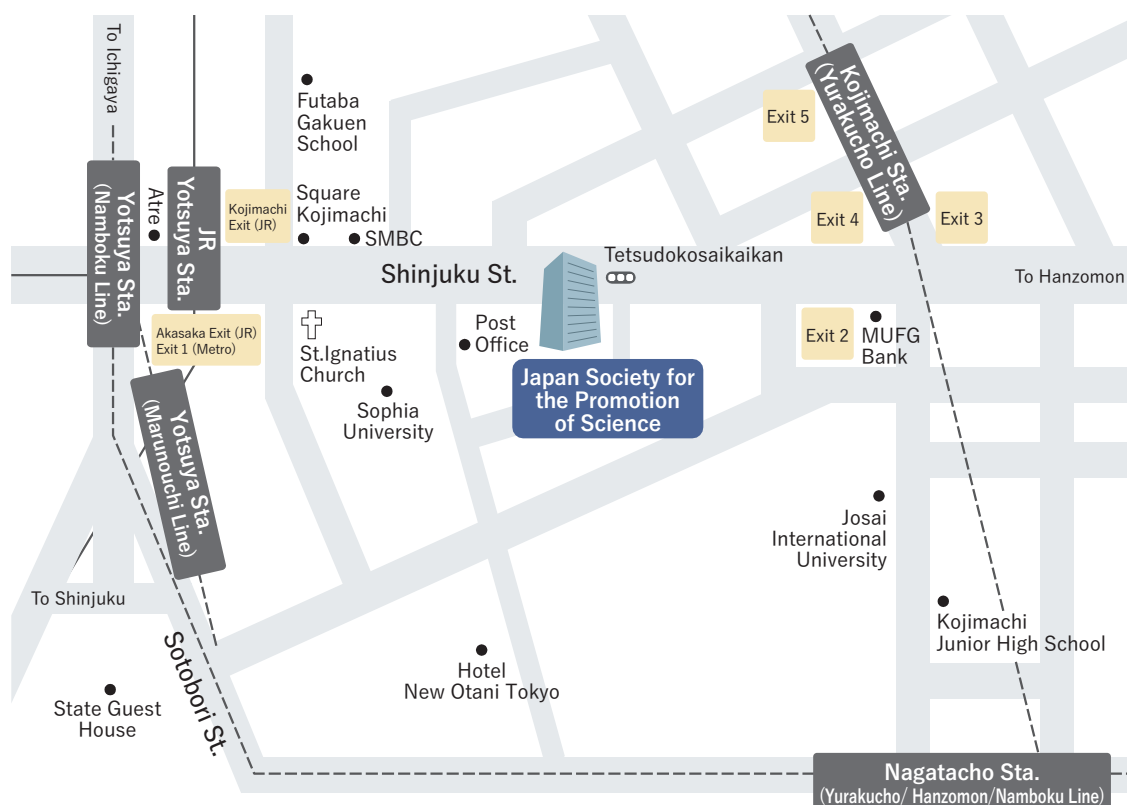 To Ichigaya
Futaba
Gakuen
School
Kojimachi Sta.
(Yurakucho Line)
Exit 5
Yotsuya Sta.
(Namboku Line)
Atre
JR
Yotsuya Sta.
Kojimachi
Exit (JR)
Square
Kojimachi
SMBC
Exit 4
Exit 3
Shinjuku St.
Tetsudokosaikaikan
To Hanzomon
Akasaka Exit (JR)
Exit 1 (Metro)
St.Ignatius
Church
Post
Office
Exit 2
MUFG
Bank
Japan Society for
the Promotion
of Science
Sophia
University
Yotsuya Sta.
(Marunouchi Line)
Josai
International
University
To Shinjuku
Kojimachi
Junior High School
Sotobori St.
Hotel
New Otani Tokyo
State Guest
House
Nagatacho Sta.
(Yurakucho/ Hanzomon/Namboku Line)